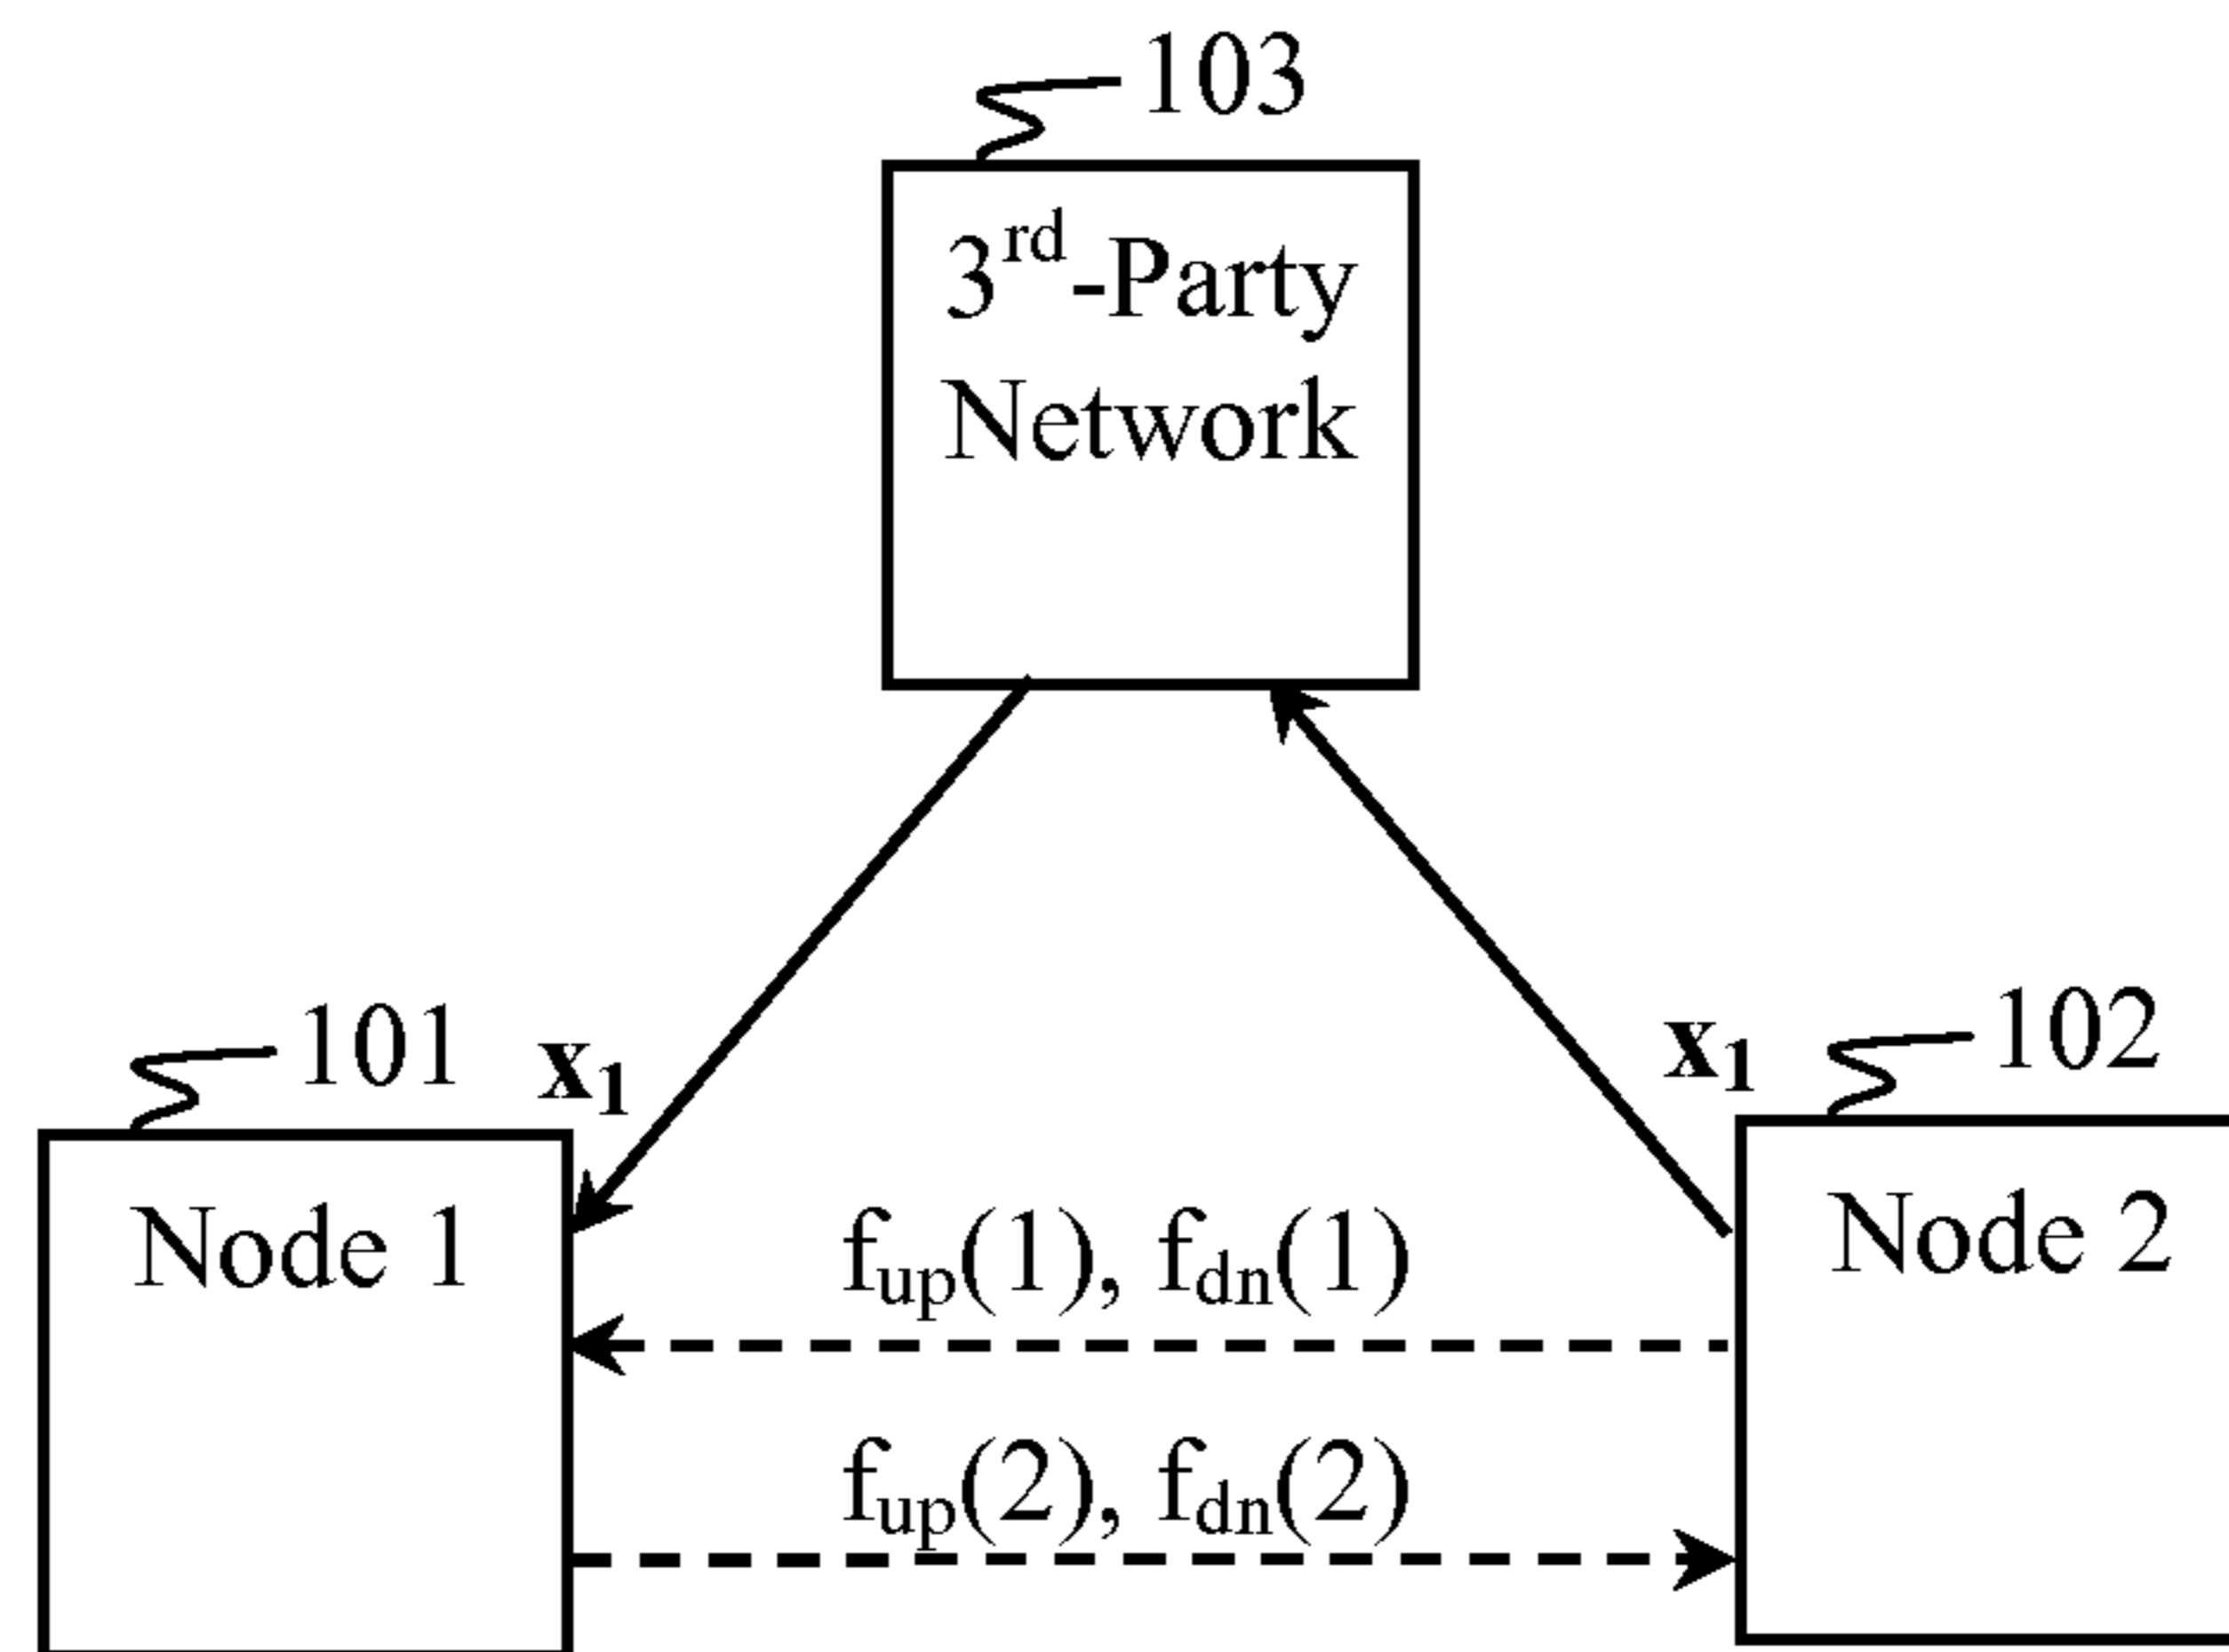 103
3rd-Party
Network
101
x1
x1
102
Node 1
fup(1), fdn(1)
Node 2
fup(2), fdn(2)